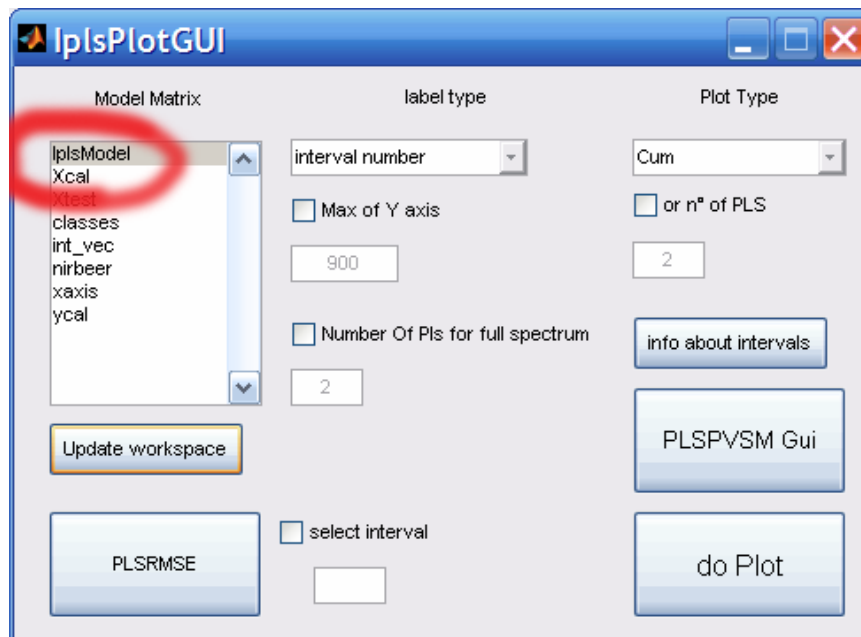 IplsPlotGUI
Model Matrix
IplsModel
Xcal
Xtest
classes
int_vec
nirbeer
xaxis
ycal
Update workspace
PLSRMSE
label type
interval number
Max of Y axis
900
Number Of Pls for full spectrum
2
select interval
Plot Type
Cum
or n° of PLS
2
info about intervals
PLSPVSM Gui
do Plot